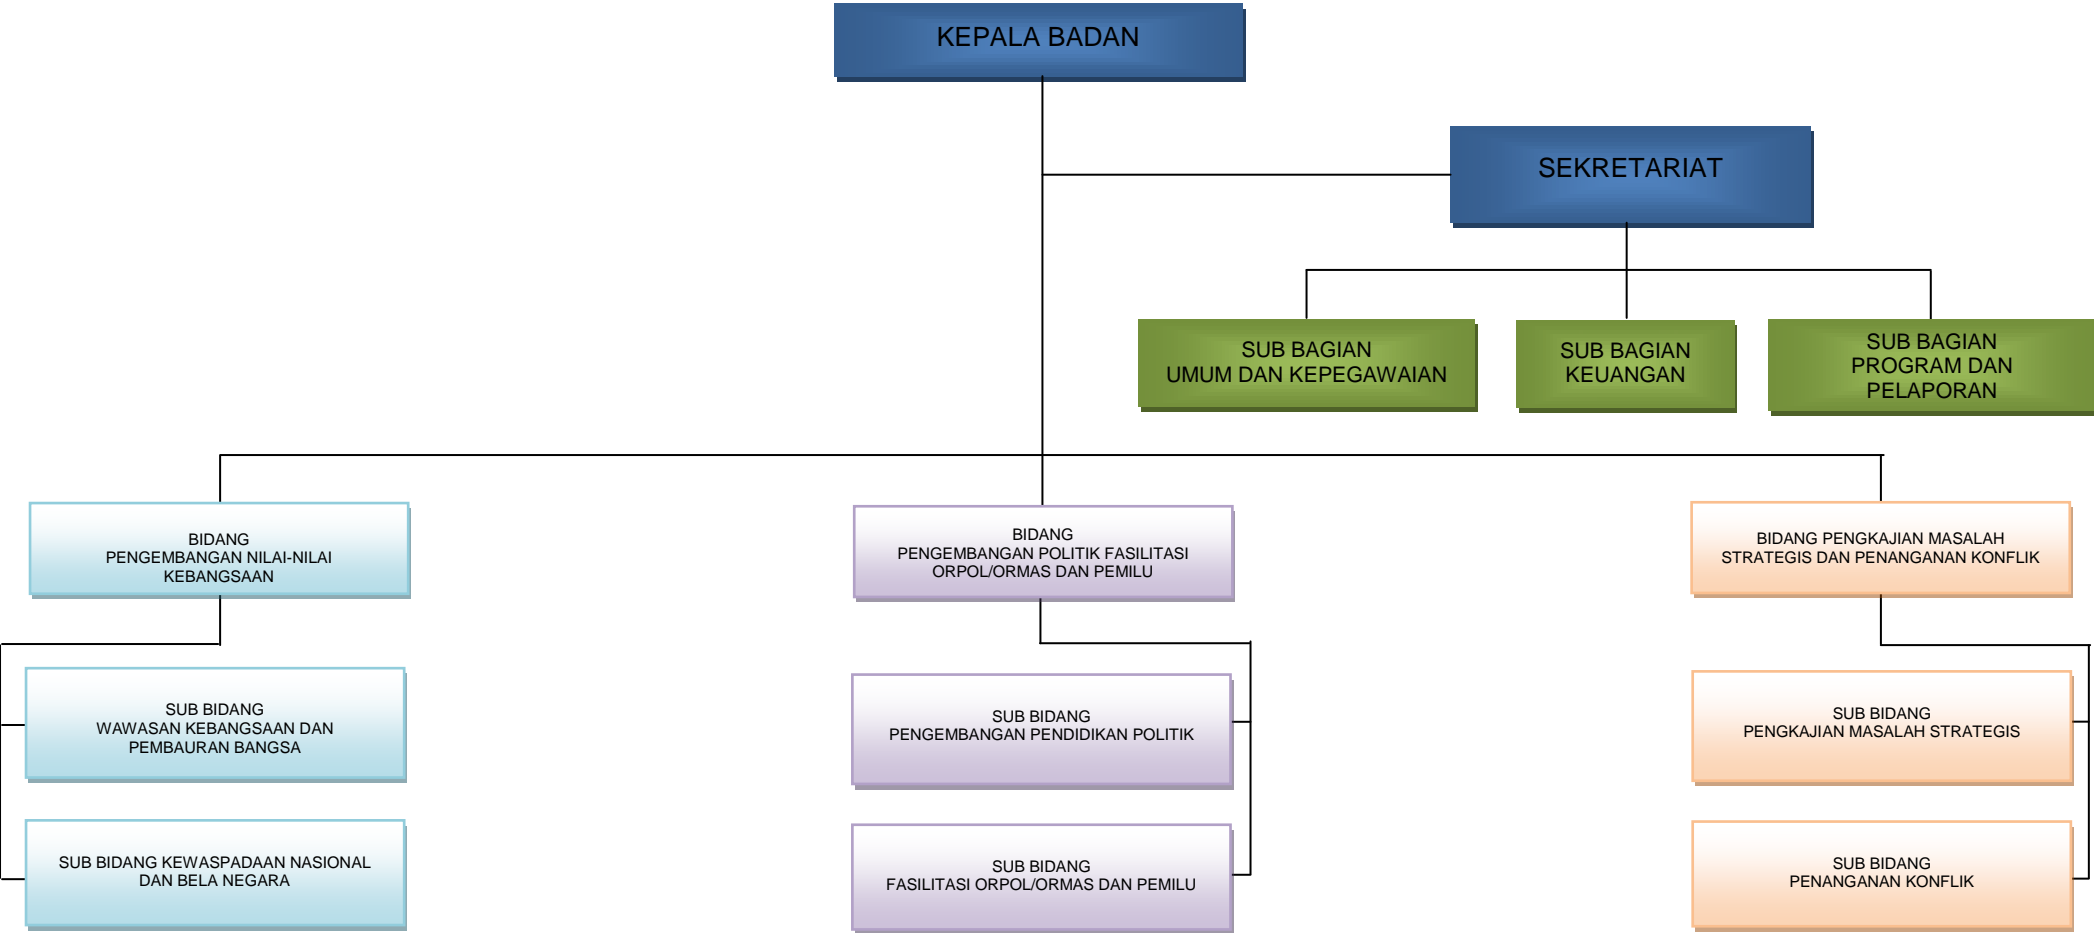 KEPALA BADAN
SEKRETARIAT
SUB BAGIAN
UMUM DAN KEPEGAWAIAN
SUB BAGIAN
KEUANGAN
SUB BAGIAN
PROGRAM DAN
PELAPORAN
BIDANG
PENGEMBANGAN NILAI-NILAI
KEBANGSAAN
BIDANG
PENGEMBANGAN POLITIK FASILITASI
ORPOL/ORMAS DAN PEMILU
BIDANG PENGKAJIAN MASALAH
STRATEGIS DAN PENANGANAN KONFLIK
SUB BIDANG
WAWASAN KEBANGSAAN DAN
PEMBAURAN BANGSA
SUB BIDANG
PENGEMBANGAN PENDIDIKAN POLITIK
SUB BIDANG
PENGKAJIAN MASALAH STRATEGIS
SUB BIDANG KEWASPADAAN NASIONAL
DAN BELA NEGARA
SUB BIDANG
FASILITASI ORPOL/ORMAS DAN PEMILU
SUB BIDANG
PENANGANAN KONFLIK